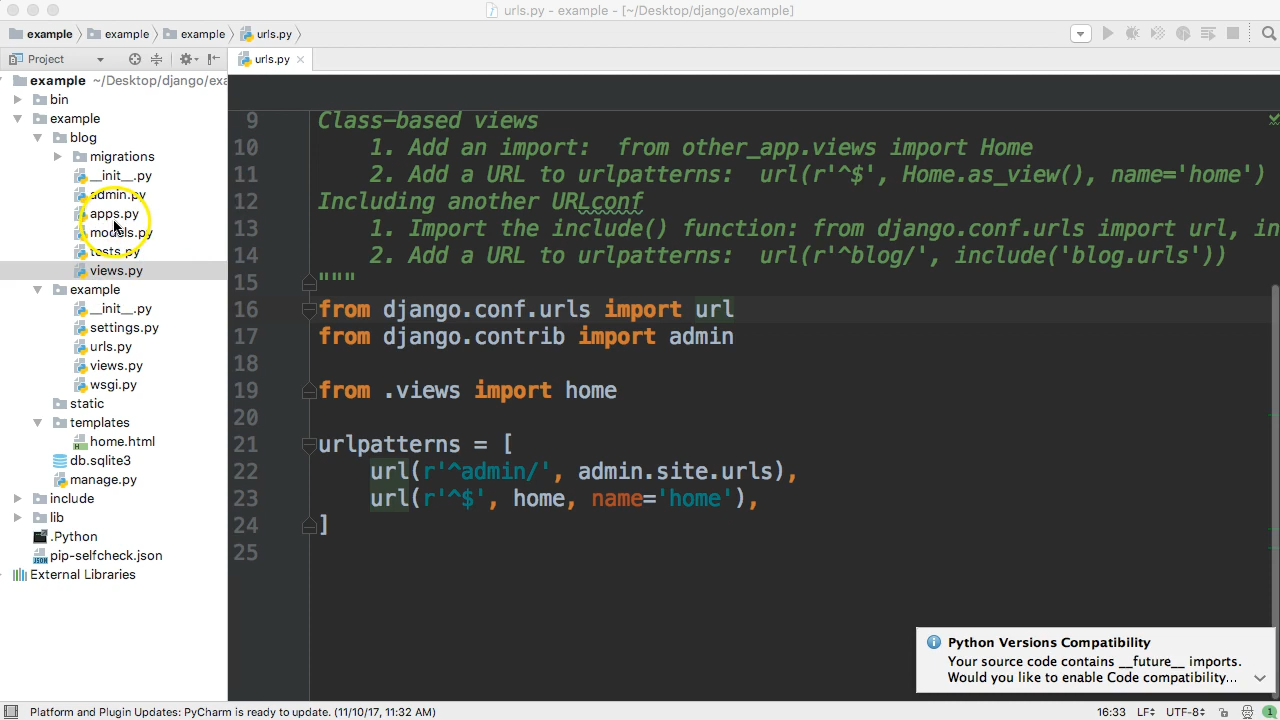 urls.py - example - [~/Desktop/django/example]
example example example urls.py
Project
urls.py
example ~/Desktop/django/exa
bin
example
blog
migrations
__init__.py
admin.py
apps.py
models.py
tests.py
views.py
example
__init__.py
settings.py
urls.py
views.py
wsgi.py
static
templates
home.html
db.sqlite3
manage.py
include
lib
.Python
pip-selfcheck.json
External Libraries
9 Class-based views
10 1. Add an import: from other_app.views import Home
11 2. Add a URL to urlpatterns: url(r'^$', Home.as_view(), name='home')
12 Including another URLconf
13 1. Import the include() function: from django.conf.urls import url, in
14 2. Add a URL to urlpatterns: url(r'^blog/', include('blog.urls'))
15 """
16 from django.conf.urls import url
17 from django.contrib import admin
18
19 from .views import home
20
21 urlpatterns = [
22 url(r'^admin/', admin.site.urls),
23 url(r'^$', home, name='home'),
24 ]
25
Python Versions Compatibility
Your source code contains __future__ imports.
Would you like to enable Code compatibility...
Platform and Plugin Updates: PyCharm is ready to update. (11/10/17, 11:32 AM) 16:33 LF UTF-8 1